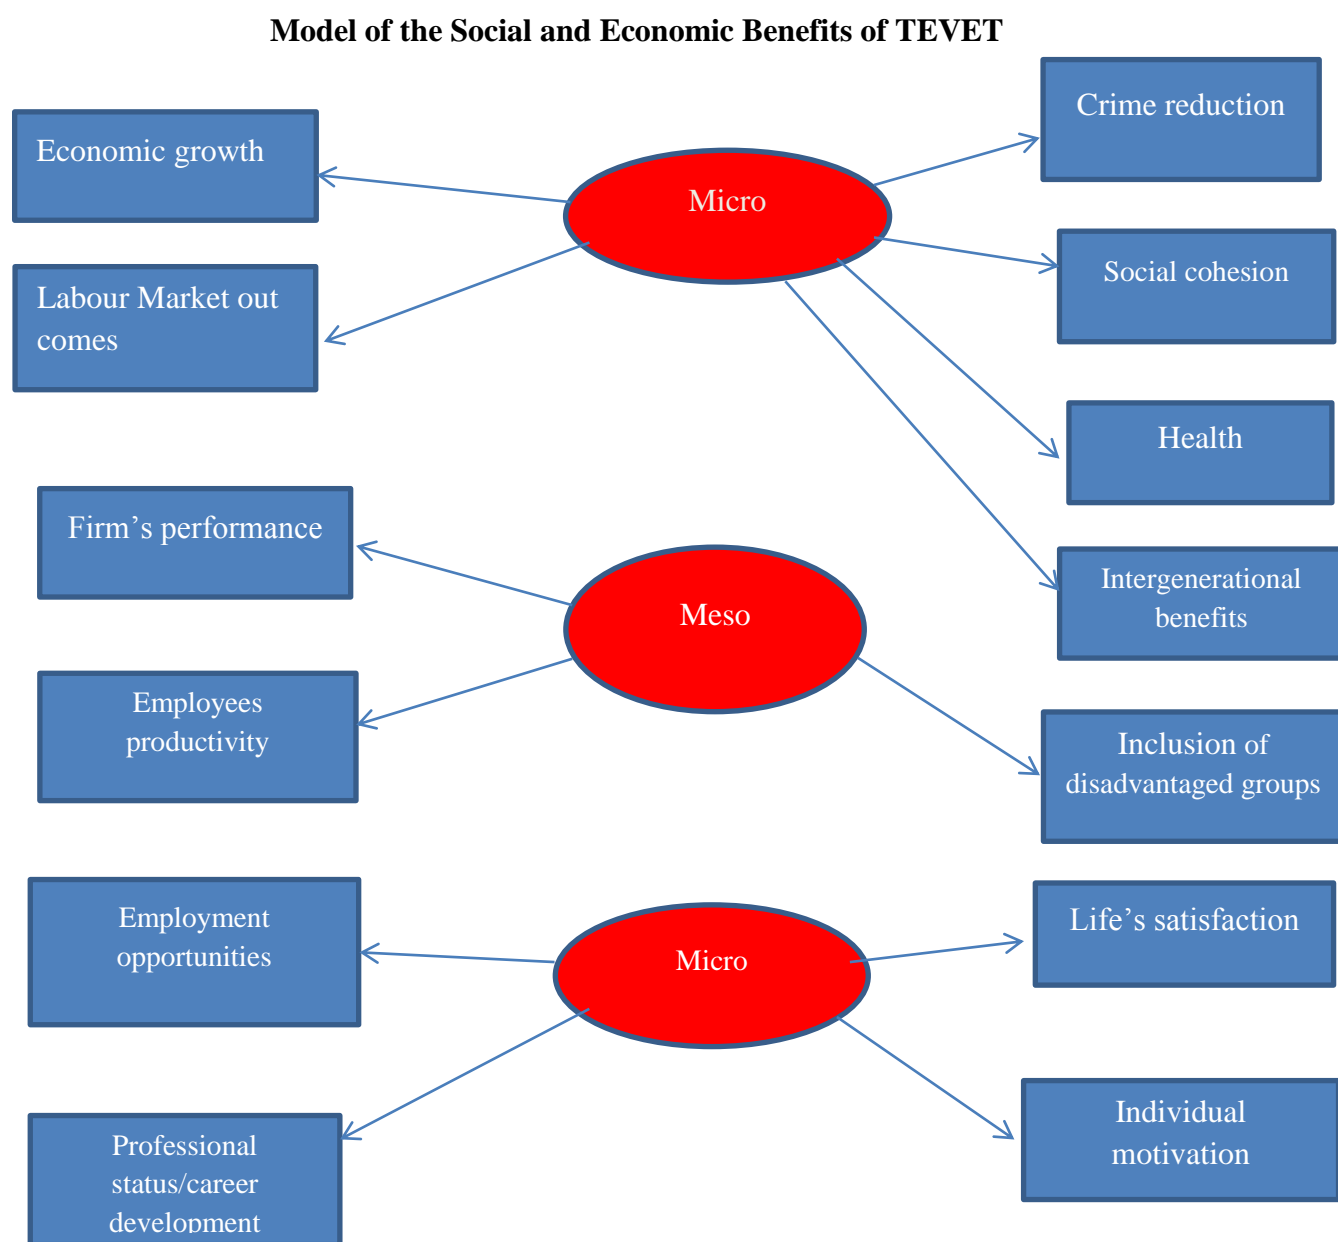 Model of the Social and Economic Benefits of TEVET
Economic growth
Micro
Crime reduction
Labour Market out
comes
Social cohesion
Health
Firm’s performance
Meso
Intergenerational
benefits
Employees
productivity
Inclusion of
disadvantaged groups
Employment
opportunities
Micro
Life’s satisfaction
Professional
status/career
development
Individual
motivation